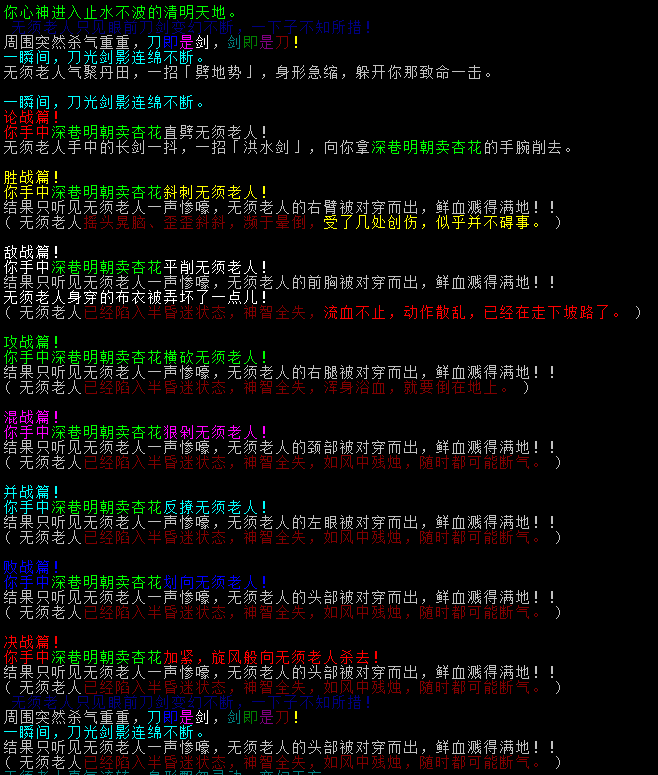 你心神进入止水不波的清明天地。
不知所措！
周围突然杀气重重，刀即是剑，剑即是刀！
一瞬间，刀光剑影连绵不断。
无须老人气聚丹田，一招「劈地势」，身形急缩，躲开你那致命一击。
一瞬间，刀光剑影连绵不断。
论战篇！
你手中深巷明朝卖杏花直劈无须老人！
无须老人手中的长剑一抖，一招「洪水剑」，向你拿深巷明朝卖杏花的手腕削去。
胜战篇！
你手中深巷明朝卖杏花斜刺无须老人！
结果只听见无须老人一声惨嚎，无须老人的右臂被对穿而出，鲜血溅得满地！！
（ 无须老人摇头晃脑、歪歪斜斜，濒于晕倒，受了几处创伤，似乎并不碍事。 ）
敌战篇！
你手中深巷明朝卖杏花平削无须老人！
结果只听见无须老人一声惨嚎，无须老人的前胸被对穿而出，鲜血溅得满地！！
无须老人身穿的布衣被弄坏了一点儿！
（ 无须老人已经陷入半昏迷状态，神智全失，流血不止，动作散乱，已经在走下坡路了。 ）
攻战篇！
你手中深巷明朝卖杏花横砍无须老人！
结果只听见无须老人一声惨嚎，无须老人的右腿被对穿而出，鲜血溅得满地！！
（ 无须老人已经陷入半昏迷状态，神智全失，浑身浴血，就要倒在地上。 ）
混战篇！
你手中深巷明朝卖杏花狠剁无须老人！
结果只听见无须老人一声惨嚎，无须老人的颈部被对穿而出，鲜血溅得满地！！
（ 无须老人已经陷入半昏迷状态，神智全失，如风中残烛，随时都可能断气。 ）
并战篇！
你手中深巷明朝卖杏花反撩无须老人！
结果只听见无须老人一声惨嚎，无须老人的左眼被对穿而出，鲜血溅得满地！！
（ 无须老人已经陷入半昏迷状态，神智全失，如风中残烛，随时都可能断气。 ）
败战篇！
你手中深巷明朝卖杏花划向无须老人！
结果只听见无须老人一声惨嚎，无须老人的头部被对穿而出，鲜血溅得满地！！
（ 无须老人已经陷入半昏迷状态，神智全失，如风中残烛，随时都可能断气。 ）
决战篇！
你手中深巷明朝卖杏花加紧，旋风般向无须老人杀去！
结果只听见无须老人一声惨嚎，无须老人的头部被对穿而出，鲜血溅得满地！！
（ 无须老人已经陷入半昏迷状态，神智全失，如风中残烛，随时都可能断气。 ）
不知所措！
周围突然杀气重重，刀即是剑，剑即是刀！
一瞬间，刀光剑影连绵不断。
结果只听见无须老人一声惨嚎，无须老人的头部被对穿而出，鲜血溅得满地！！
（ 无须老人已经陷入半昏迷状态，神智全失，如风中残烛，随时都可能断气。 ）